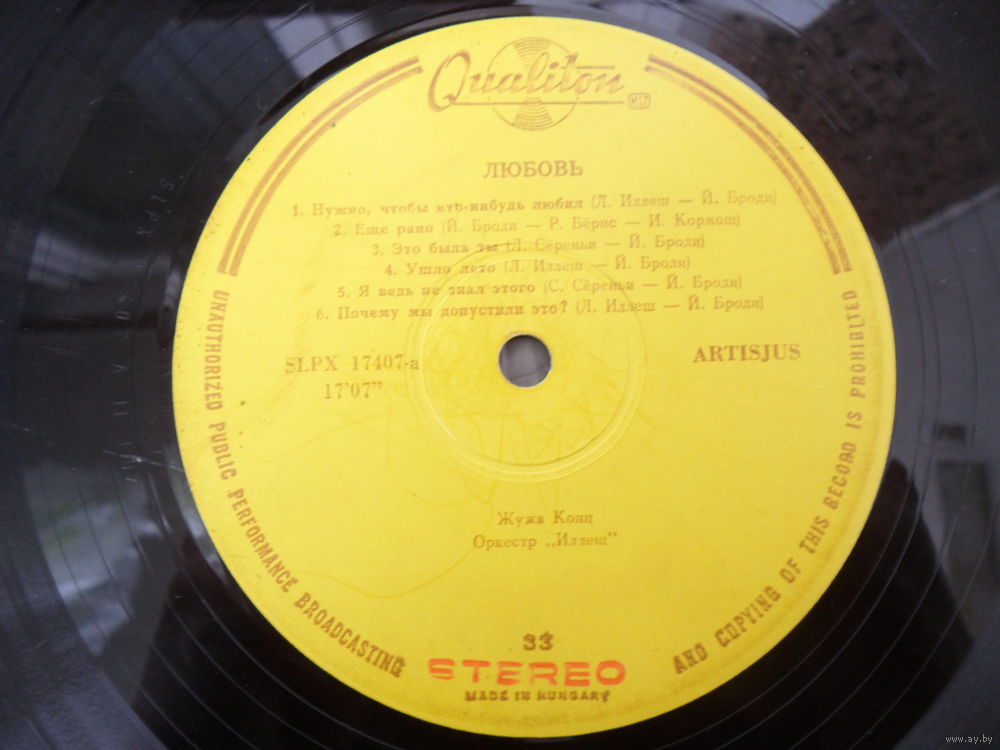 Qualiton
ЛЮБОВЬ
1. Нужно, чтобы кто-нибудь любил (Л. Иллеш — Й. Броди)
2. Еще рано (Й. Броди — Р. Бёрнс — И. Кормош)
3. Это была ты (Л. Сёреньи — Й. Броди)
4. Ушло лето (Л. Иллеш — Й. Броди)
5. Я ведь не знал этого (С. Сёреньи — Й. Броди)
6. Почему мы допустили это? (Л. Иллеш — Й. Броди)
SLPX 17407-a
17'07"
ARTISJUS
Жужа Конц
Оркестр „Иллеш"
33
STEREO
MADE IN HUNGARY
UNAUTHORIZED PUBLIC PERFORMANCE BROADCASTING
AND COPYING OF THIS RECORD IS PROHIBITED
www.ay.by